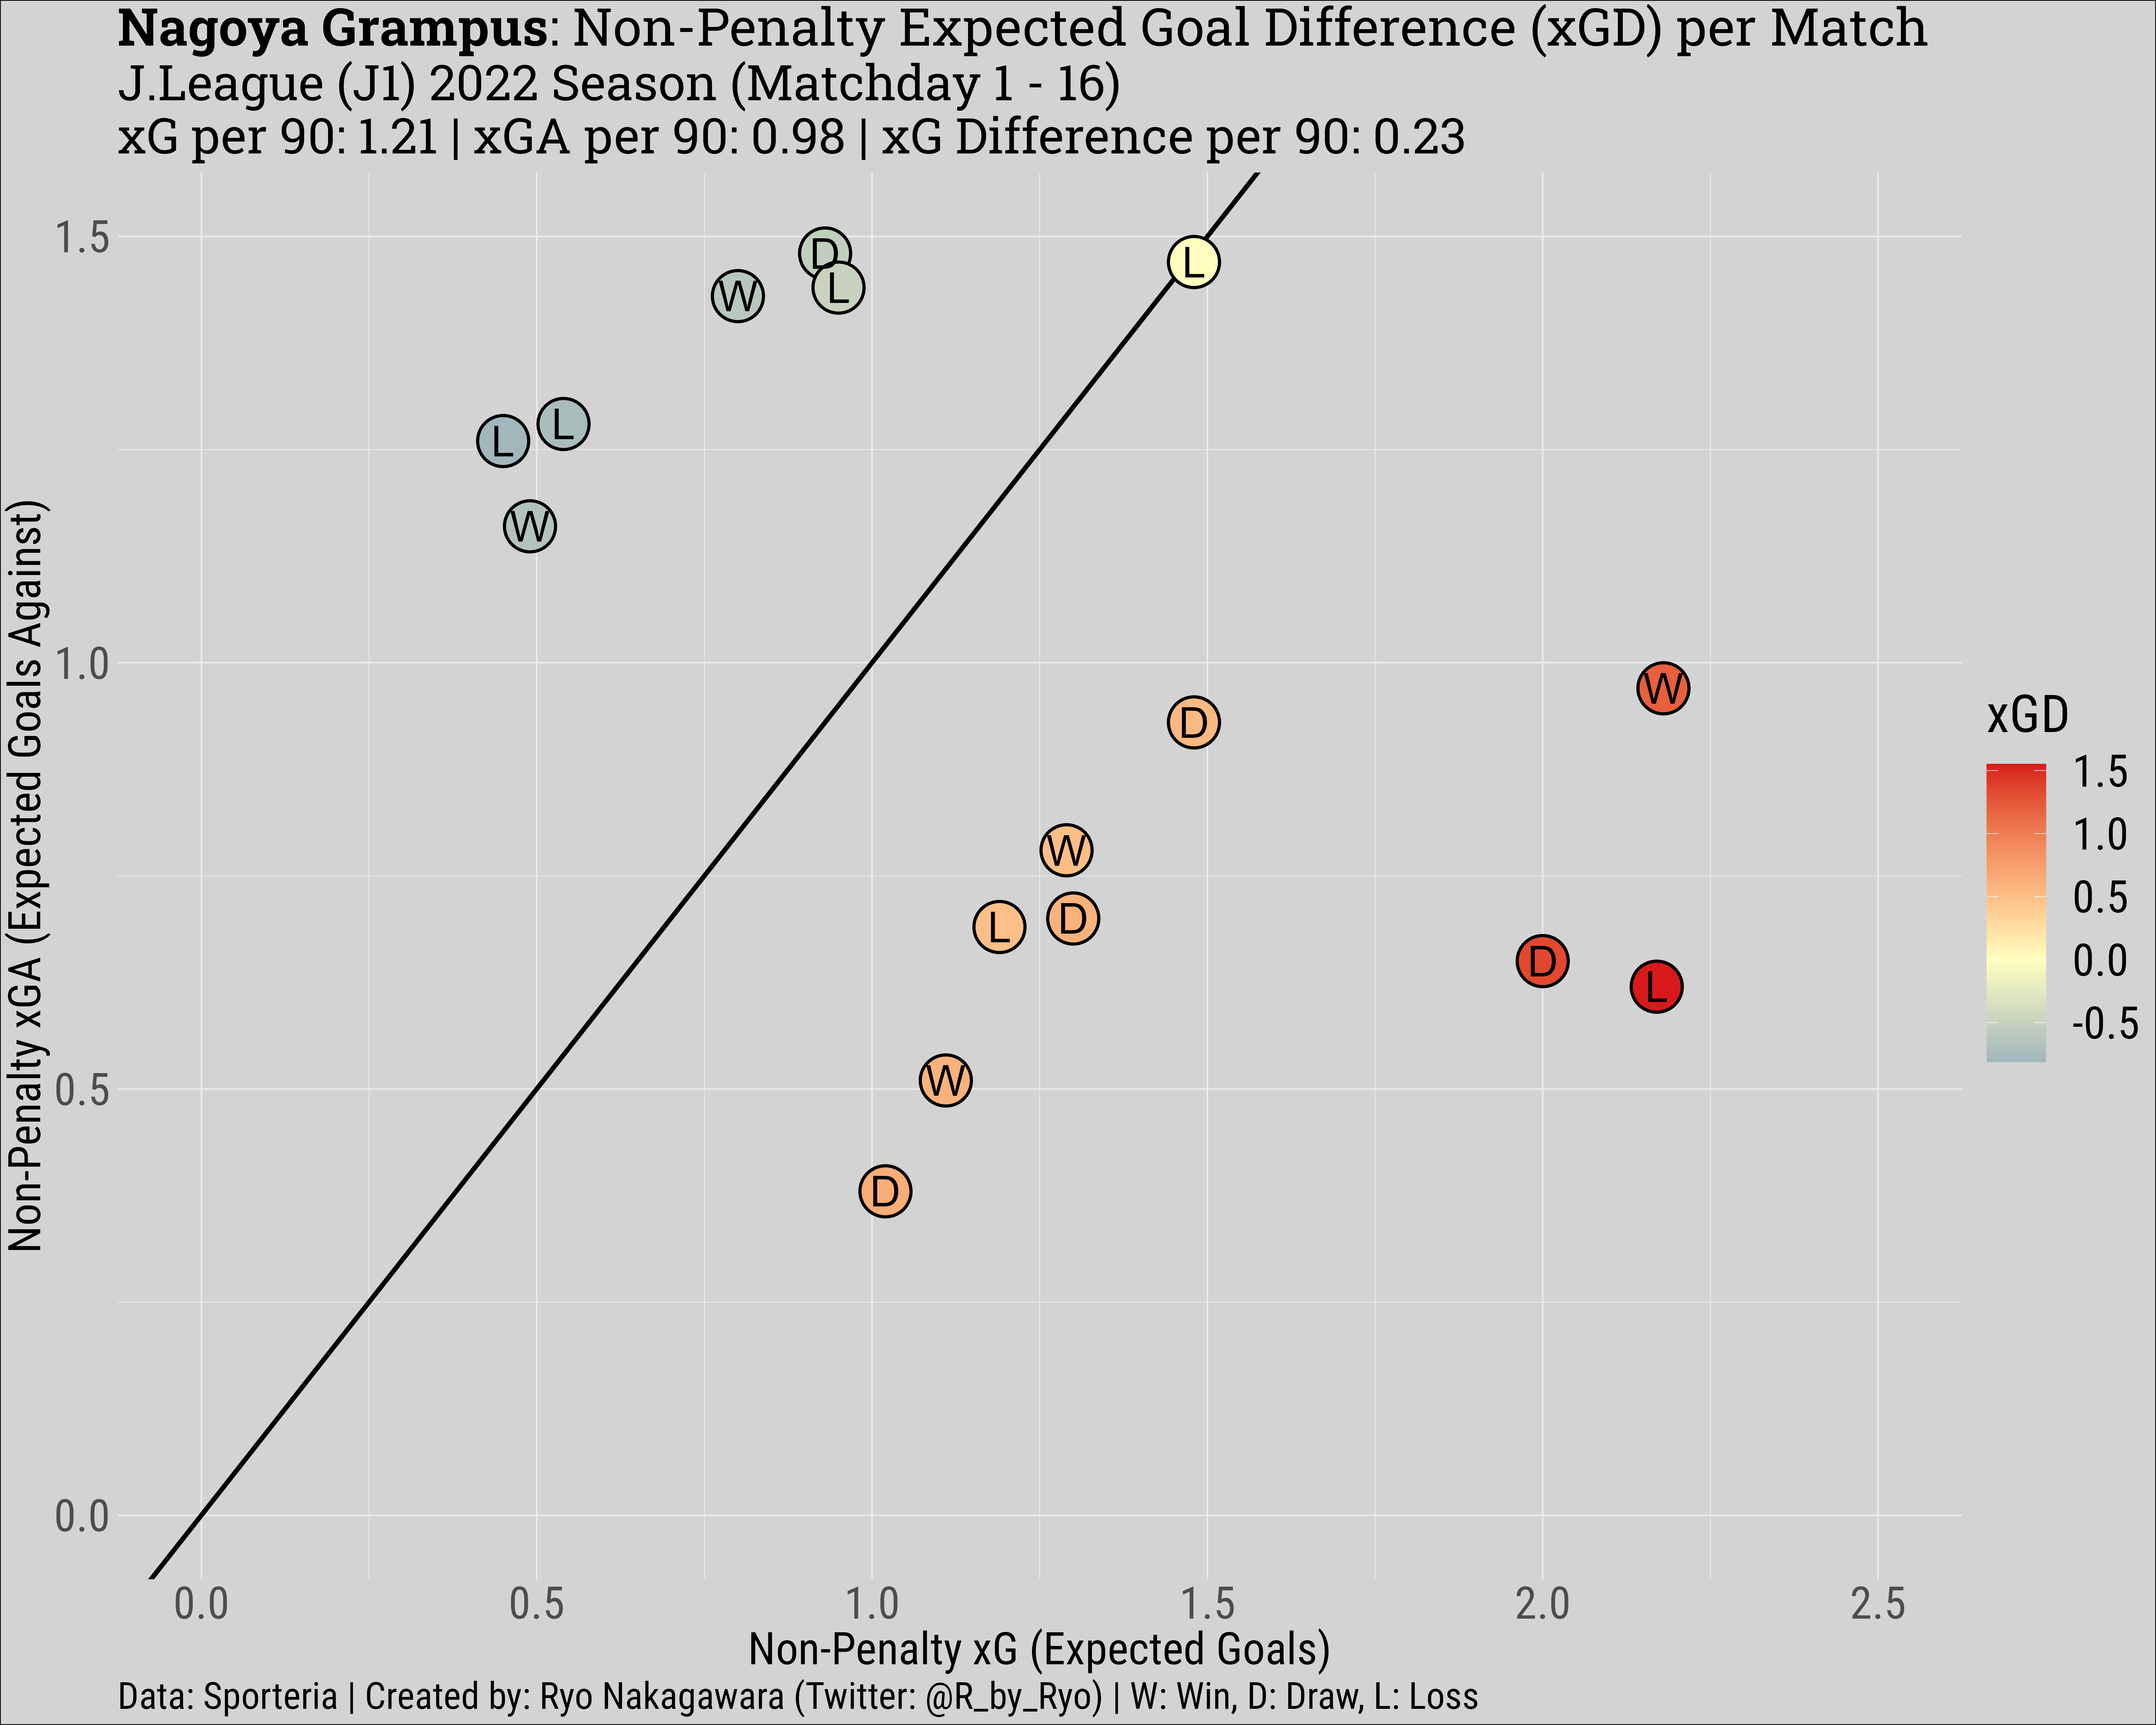 Nagoya Grampus: Non-Penalty Expected Goal Difference (xGD) per Match
J.League (J1) 2022 Season (Matchday 1 - 16)
xG per 90: 1.21 | xGA per 90: 0.98 | xG Difference per 90: 0.23
Non-Penalty xGA (Expected Goals Against)
1.5
1.0
0.5
0.0
D
L
W
L
L
L
W
W
D
W
L
D
D
L
W
D
xGD
1.5
1.0
0.5
0.0
-0.5
0.0
0.5
1.0
1.5
2.0
2.5
Non-Penalty xG (Expected Goals)
Data: Sporteria | Created by: Ryo Nakagawara (Twitter: @R_by_Ryo) | W: Win, D: Draw, L: Loss